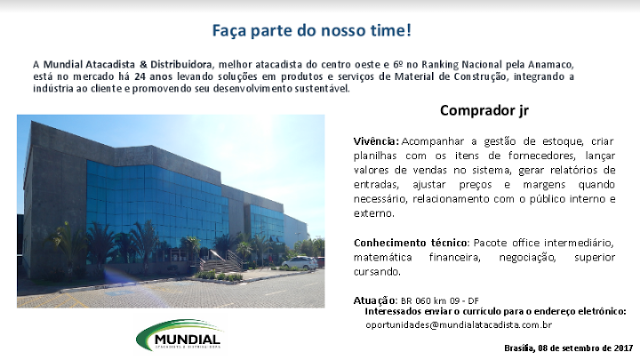 Faça parte do nosso time!
A Mundial Atacadista & Distribuidora, melhor atacadista do centro oeste e 6º no Ranking Nacional pela Anamaco,
está no mercado há 24 anos levando soluções em produtos e serviços de Material de Construção, integrando a
indústria ao cliente e promovendo seu desenvolvimento sustentável.
Comprador jr
Vivência: Acompanhar a gestão de estoque, criar
planilhas com os itens de fornecedores, lançar
valores de vendas no sistema, gerar relatórios de
entradas, ajustar preços e margens quando
necessário, relacionamento com o público interno e
externo.
Conhecimento técnico: Pacote office intermediário,
matemática financeira, negociação, superior
cursando.
Atuação: BR 060 km 09 - DF
Interessados enviar o currículo para o endereço eletrônico:
oportunidades@mundialatacadista.com.br
MUNDIAL
ATACADISTA & DISTRIBUIDORA
Brasília, 08 de setembro de 2017